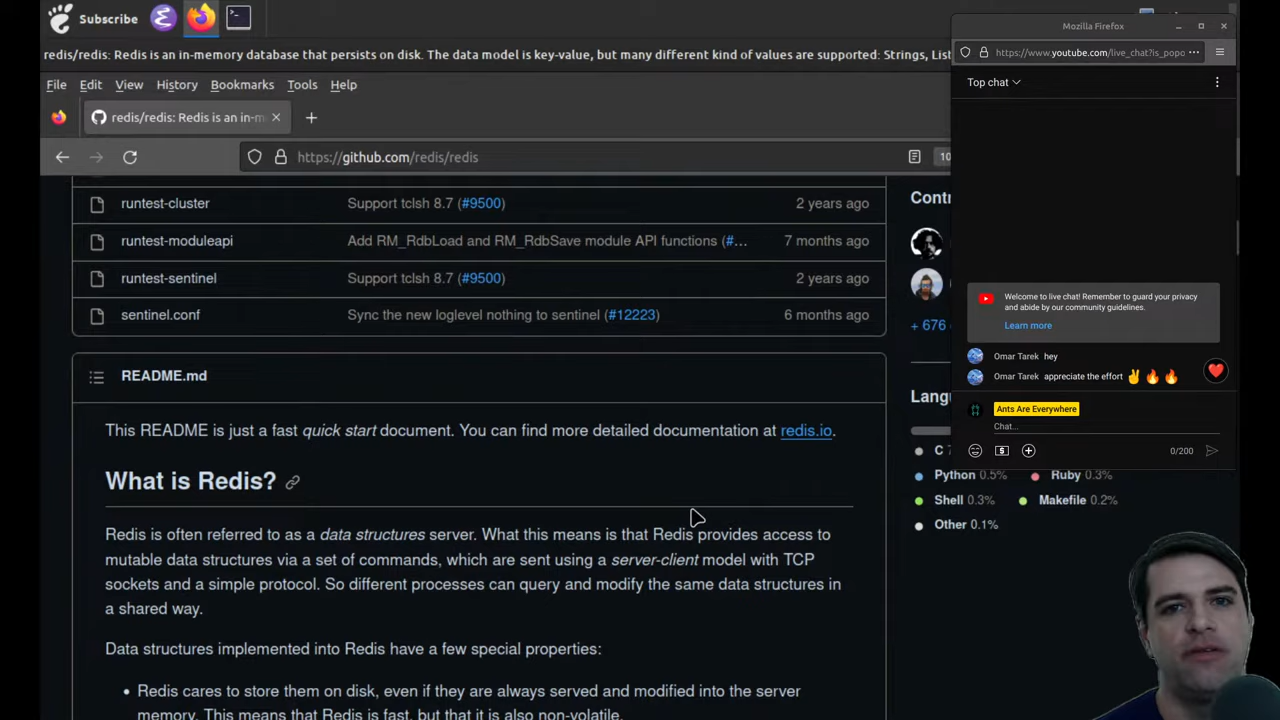 Subscribe
redis/redis: Redis is an in-memory database that persists on disk. The data model is key-value, but many different kind of values are supported: Strings, List
File Edit View History Bookmarks Tools Help
redis/redis: Redis is an in-m
https://github.com/redis/redis
10
runtest-cluster Support tclsh 8.7 (#9500) 2 years ago
runtest-moduleapi Add RM_RdbLoad and RM_RdbSave module API functions (#... 7 months ago
runtest-sentinel Support tclsh 8.7 (#9500) 2 years ago
sentinel.conf Sync the new loglevel nothing to sentinel (#12223) 6 months ago
README.md
This README is just a fast quick start document. You can find more detailed documentation at redis.io.
What is Redis?
Redis is often referred to as a data structures server. What this means is that Redis provides access to
mutable data structures via a set of commands, which are sent using a server-client model with TCP
sockets and a simple protocol. So different processes can query and modify the same data structures in
a shared way.
Data structures implemented into Redis have a few special properties:
• Redis cares to store them on disk, even if they are always served and modified into the server
memory. This means that Redis is fast, but that it is also non-volatile.
Contr
+ 676
Lang
C 7
Python 0.5% Ruby 0.3%
Shell 0.3% Makefile 0.2%
Other 0.1%
Mozilla Firefox
https://www.youtube.com/live_chat?is_popo
Top chat
Welcome to live chat! Remember to guard your privacy
and abide by our community guidelines.
Learn more
Omar Tarek hey
Omar Tarek appreciate the effort ✌️🔥🔥
Ants Are Everywhere
Chat...
0/200